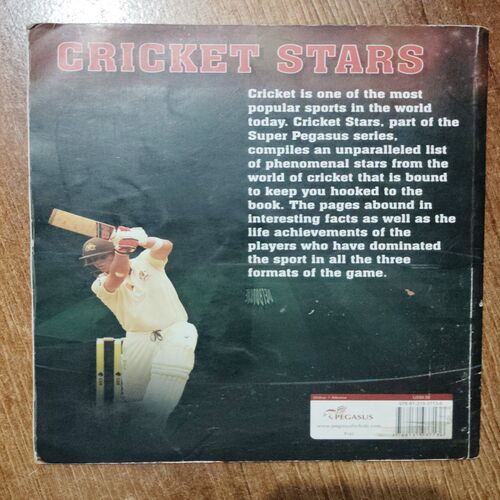 CRICKET STARS
Cricket is one of the most
popular sports in the world
today. Cricket Stars, part of the
Super Pegasus series,
compiles an unparalleled list
of phenomenal stars from the
world of cricket that is bound
to keep you hooked to the
book. The pages abound in
interesting facts as well as the
life achievements of the
players who have dominated
the sport in all the three
formats of the game.
PEGASUS